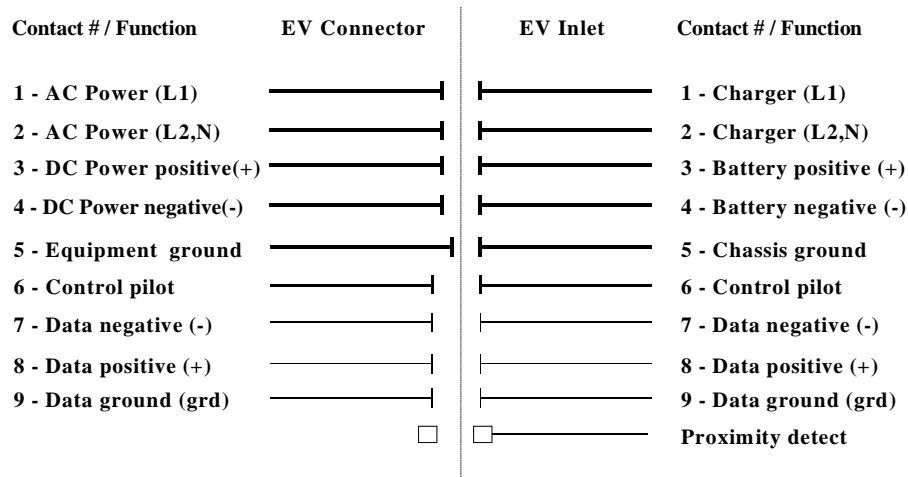 Contact # / Function EV Connector EV Inlet Contact # / Function
1 - AC Power (L1) 1 - Charger (L1)
2 - AC Power (L2,N) 2 - Charger (L2,N)
3 - DC Power positive(+) 3 - Battery positive (+)
4 - DC Power negative(-) 4 - Battery negative (-)
5 - Equipment ground 5 - Chassis ground
6 - Control pilot 6 - Control pilot
7 - Data negative (-) 7 - Data negative (-)
8 - Data positive (+) 8 - Data positive (+)
9 - Data ground (grd) 9 - Data ground (grd)
Proximity detect